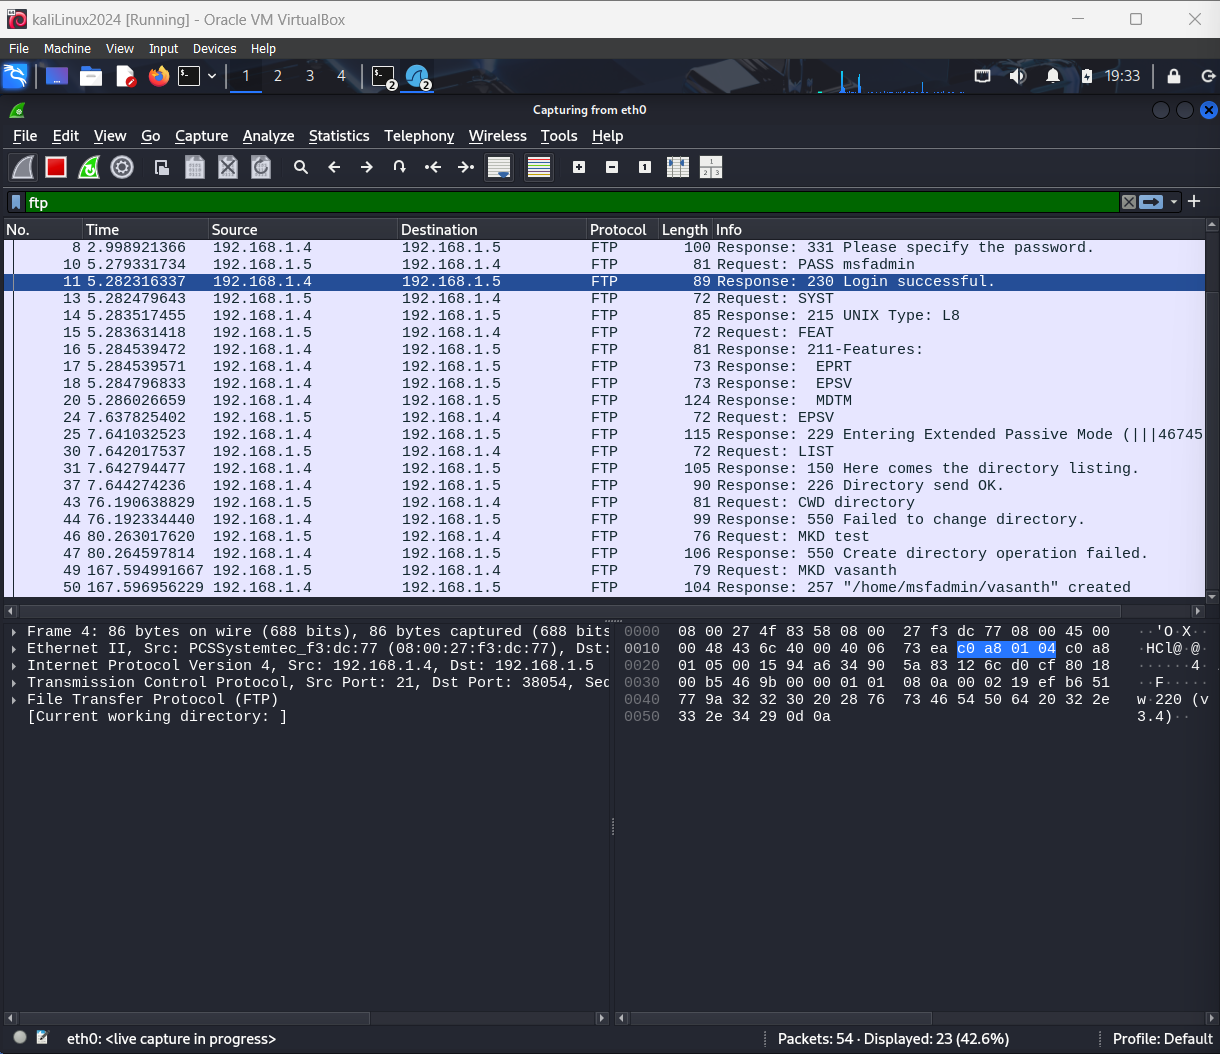 kaliLinux2024 [Running] - Oracle VM VirtualBox
File Machine View Input Devices Help
1 2 3 4 2 2 19:33
Capturing from eth0
File Edit View Go Capture Analyze Statistics Telephony Wireless Tools Help
ftp
No. Time Source Destination Protocol Length Info
8 2.998921366 192.168.1.4 192.168.1.5 FTP 100 Response: 331 Please specify the password.
10 5.279331734 192.168.1.5 192.168.1.4 FTP 81 Request: PASS msfadmin
11 5.282316337 192.168.1.4 192.168.1.5 FTP 89 Response: 230 Login successful.
13 5.282479643 192.168.1.5 192.168.1.4 FTP 72 Request: SYST
14 5.283517455 192.168.1.4 192.168.1.5 FTP 85 Response: 215 UNIX Type: L8
15 5.283631418 192.168.1.5 192.168.1.4 FTP 72 Request: FEAT
16 5.284539472 192.168.1.4 192.168.1.5 FTP 81 Response: 211-Features:
17 5.284539571 192.168.1.4 192.168.1.5 FTP 73 Response:  EPRT
18 5.284796833 192.168.1.4 192.168.1.5 FTP 73 Response:  EPSV
20 5.286026659 192.168.1.4 192.168.1.5 FTP 124 Response:  MDTM
24 7.637825402 192.168.1.5 192.168.1.4 FTP 72 Request: EPSV
25 7.641032523 192.168.1.4 192.168.1.5 FTP 115 Response: 229 Entering Extended Passive Mode (|||46745
30 7.642017537 192.168.1.5 192.168.1.4 FTP 72 Request: LIST
31 7.642794477 192.168.1.4 192.168.1.5 FTP 105 Response: 150 Here comes the directory listing.
37 7.644274236 192.168.1.4 192.168.1.5 FTP 90 Response: 226 Directory send OK.
43 76.190638829 192.168.1.5 192.168.1.4 FTP 81 Request: CWD directory
44 76.192334440 192.168.1.4 192.168.1.5 FTP 99 Response: 550 Failed to change directory.
46 80.263017620 192.168.1.5 192.168.1.4 FTP 76 Request: MKD test
47 80.264597814 192.168.1.4 192.168.1.5 FTP 106 Response: 550 Create directory operation failed.
49 167.594991667 192.168.1.5 192.168.1.4 FTP 79 Request: MKD vasanth
50 167.596956229 192.168.1.4 192.168.1.5 FTP 104 Response: 257 "/home/msfadmin/vasanth" created
Frame 4: 86 bytes on wire (688 bits), 86 bytes captured (688 bits
Ethernet II, Src: PCSSystemtec_f3:dc:77 (08:00:27:f3:dc:77), Dst:
Internet Protocol Version 4, Src: 192.168.1.4, Dst: 192.168.1.5
Transmission Control Protocol, Src Port: 21, Dst Port: 38054, Seq
File Transfer Protocol (FTP)
[Current working directory: ]
0000 08 00 27 4f 83 58 08 00 27 f3 dc 77 08 00 45 00 ··'O·X··
0010 00 48 43 6c 40 00 40 06 73 ea c0 a8 01 04 c0 a8 ·HCl@·@·
0020 01 05 00 15 94 a6 34 90 5a 83 12 6c d0 cf 80 18 ······4·
0030 00 b5 46 9b 00 00 01 01 08 0a 00 02 19 ef b6 51 ··F·····
0040 77 9a 32 32 30 20 28 76 73 46 54 50 64 20 32 2e w·220 (v
0050 33 2e 34 29 0d 0a 3.4)··
eth0: <live capture in progress> Packets: 54 · Displayed: 23 (42.6%) Profile: Default